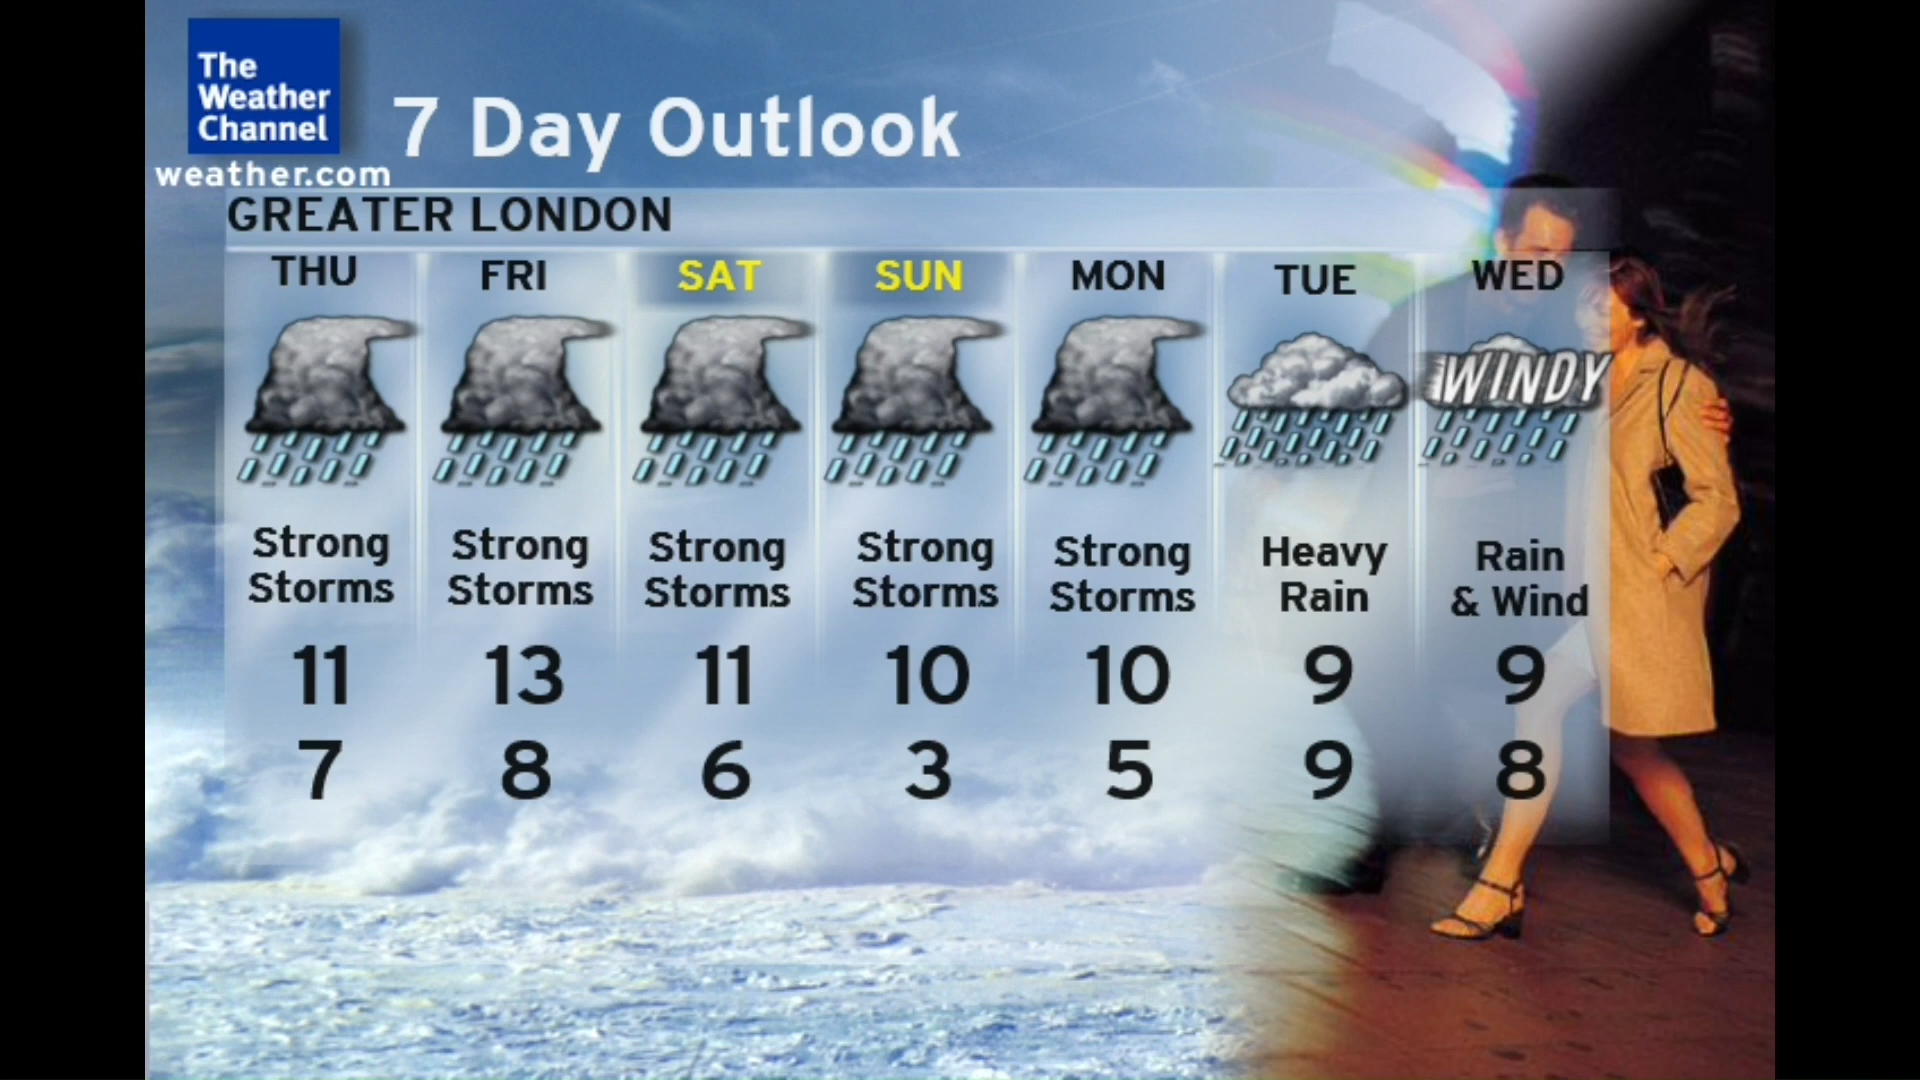 The
Weather
Channel
weather.com
7 Day Outlook
GREATER LONDON
THU FRI SAT SUN MON TUE WED
WINDY
Strong Strong Strong Strong Strong Heavy Rain
Storms Storms Storms Storms Storms Rain & Wind
11 13 11 10 10 9 9
7 8 6 3 5 9 8